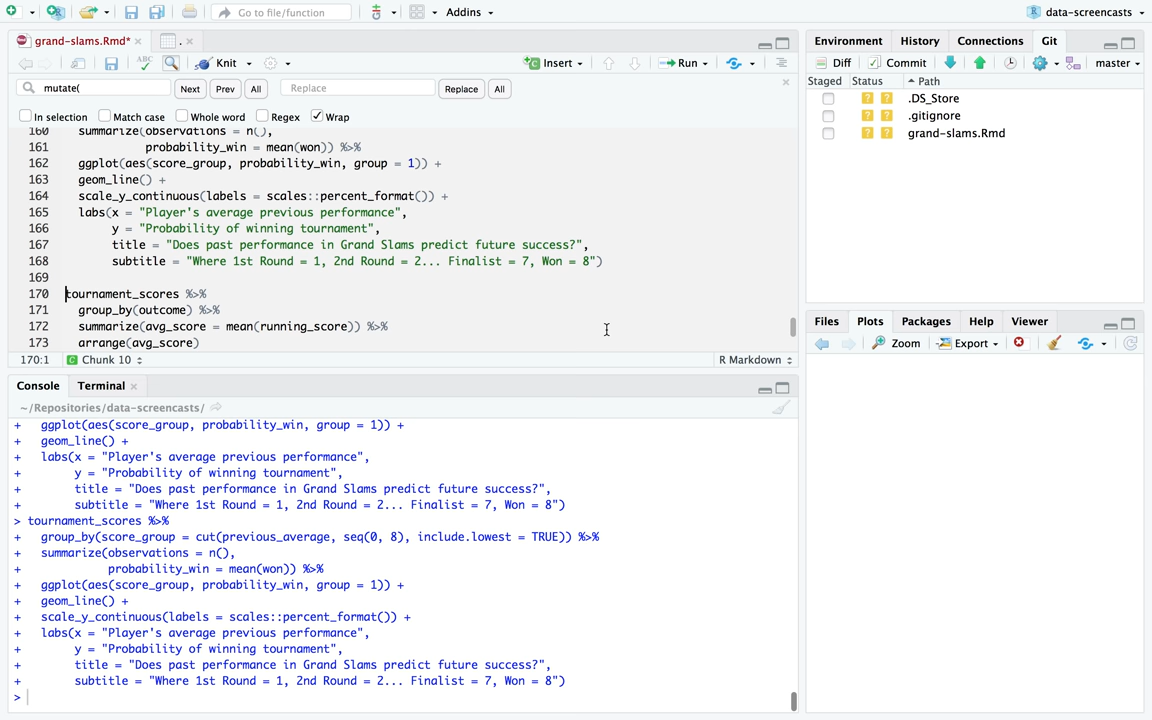 Go to file/function
Addins
data-screencasts
grand-slams.Rmd*
.
ABC
Knit
Insert
Run
mutate(
Next
Prev
All
Replace
Replace
All
In selection
Match case
Whole word
Regex
Wrap
160 summarize(observations = n(),
161 probability_win = mean(won)) %>%
162 ggplot(aes(score_group, probability_win, group = 1)) +
163 geom_line() +
164 scale_y_continuous(labels = scales::percent_format()) +
165 labs(x = "Player's average previous performance",
166 y = "Probability of winning tournament",
167 title = "Does past performance in Grand Slams predict future success?",
168 subtitle = "Where 1st Round = 1, 2nd Round = 2... Finalist = 7, Won = 8")
169
170 tournament_scores %>%
171 group_by(outcome) %>%
172 summarize(avg_score = mean(running_score)) %>%
173 arrange(avg_score)
170:1
Chunk 10
R Markdown
Console
Terminal
~/Repositories/data-screencasts/
+ ggplot(aes(score_group, probability_win, group = 1)) +
+ geom_line() +
+ labs(x = "Player's average previous performance",
+ y = "Probability of winning tournament",
+ title = "Does past performance in Grand Slams predict future success?",
+ subtitle = "Where 1st Round = 1, 2nd Round = 2... Finalist = 7, Won = 8")
> tournament_scores %>%
+ group_by(score_group = cut(previous_average, seq(0, 8), include.lowest = TRUE)) %>%
+ summarize(observations = n(),
+ probability_win = mean(won)) %>%
+ ggplot(aes(score_group, probability_win, group = 1)) +
+ geom_line() +
+ scale_y_continuous(labels = scales::percent_format()) +
+ labs(x = "Player's average previous performance",
+ y = "Probability of winning tournament",
+ title = "Does past performance in Grand Slams predict future success?",
+ subtitle = "Where 1st Round = 1, 2nd Round = 2... Finalist = 7, Won = 8")
>
Environment
History
Connections
Git
Diff
Commit
master
Staged
Status
Path
? ? .DS_Store
? ? .gitignore
? ? grand-slams.Rmd
Files
Plots
Packages
Help
Viewer
Zoom
Export